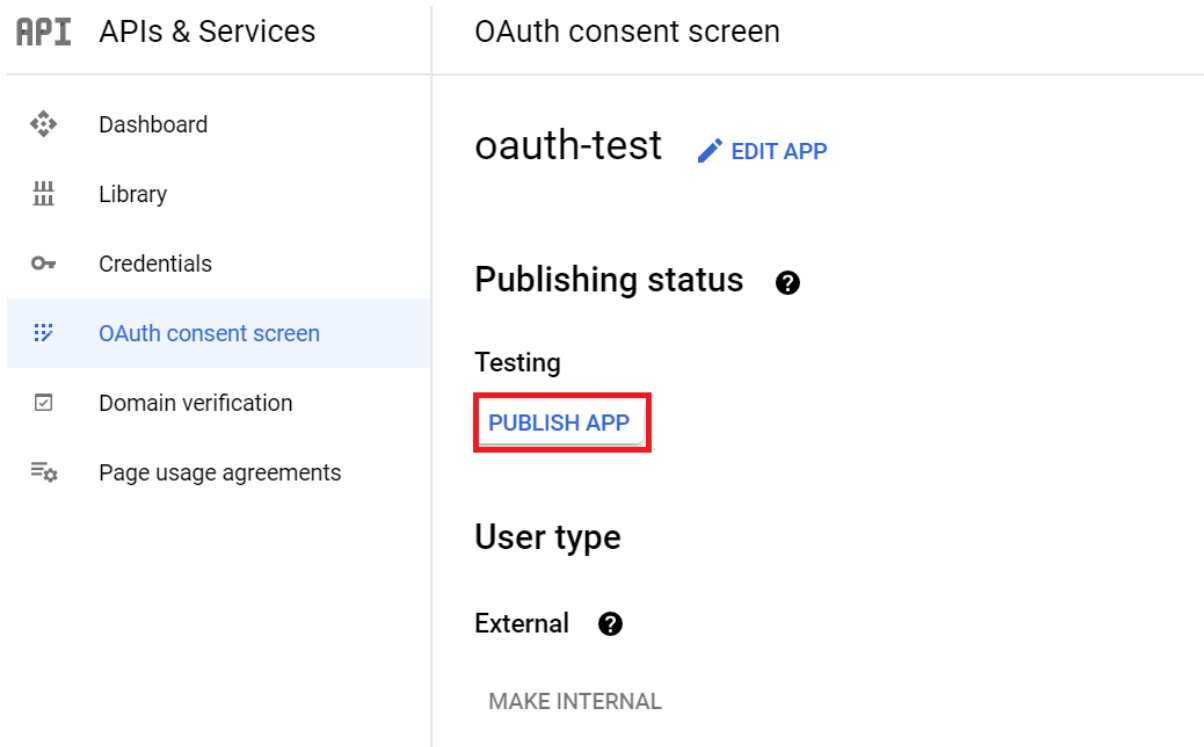 API APIs & Services
OAuth consent screen
Dashboard
Library
Credentials
OAuth consent screen
Domain verification
Page usage agreements
oauth-test EDIT APP
Publishing status ?
Testing
PUBLISH APP
User type
External ?
MAKE INTERNAL